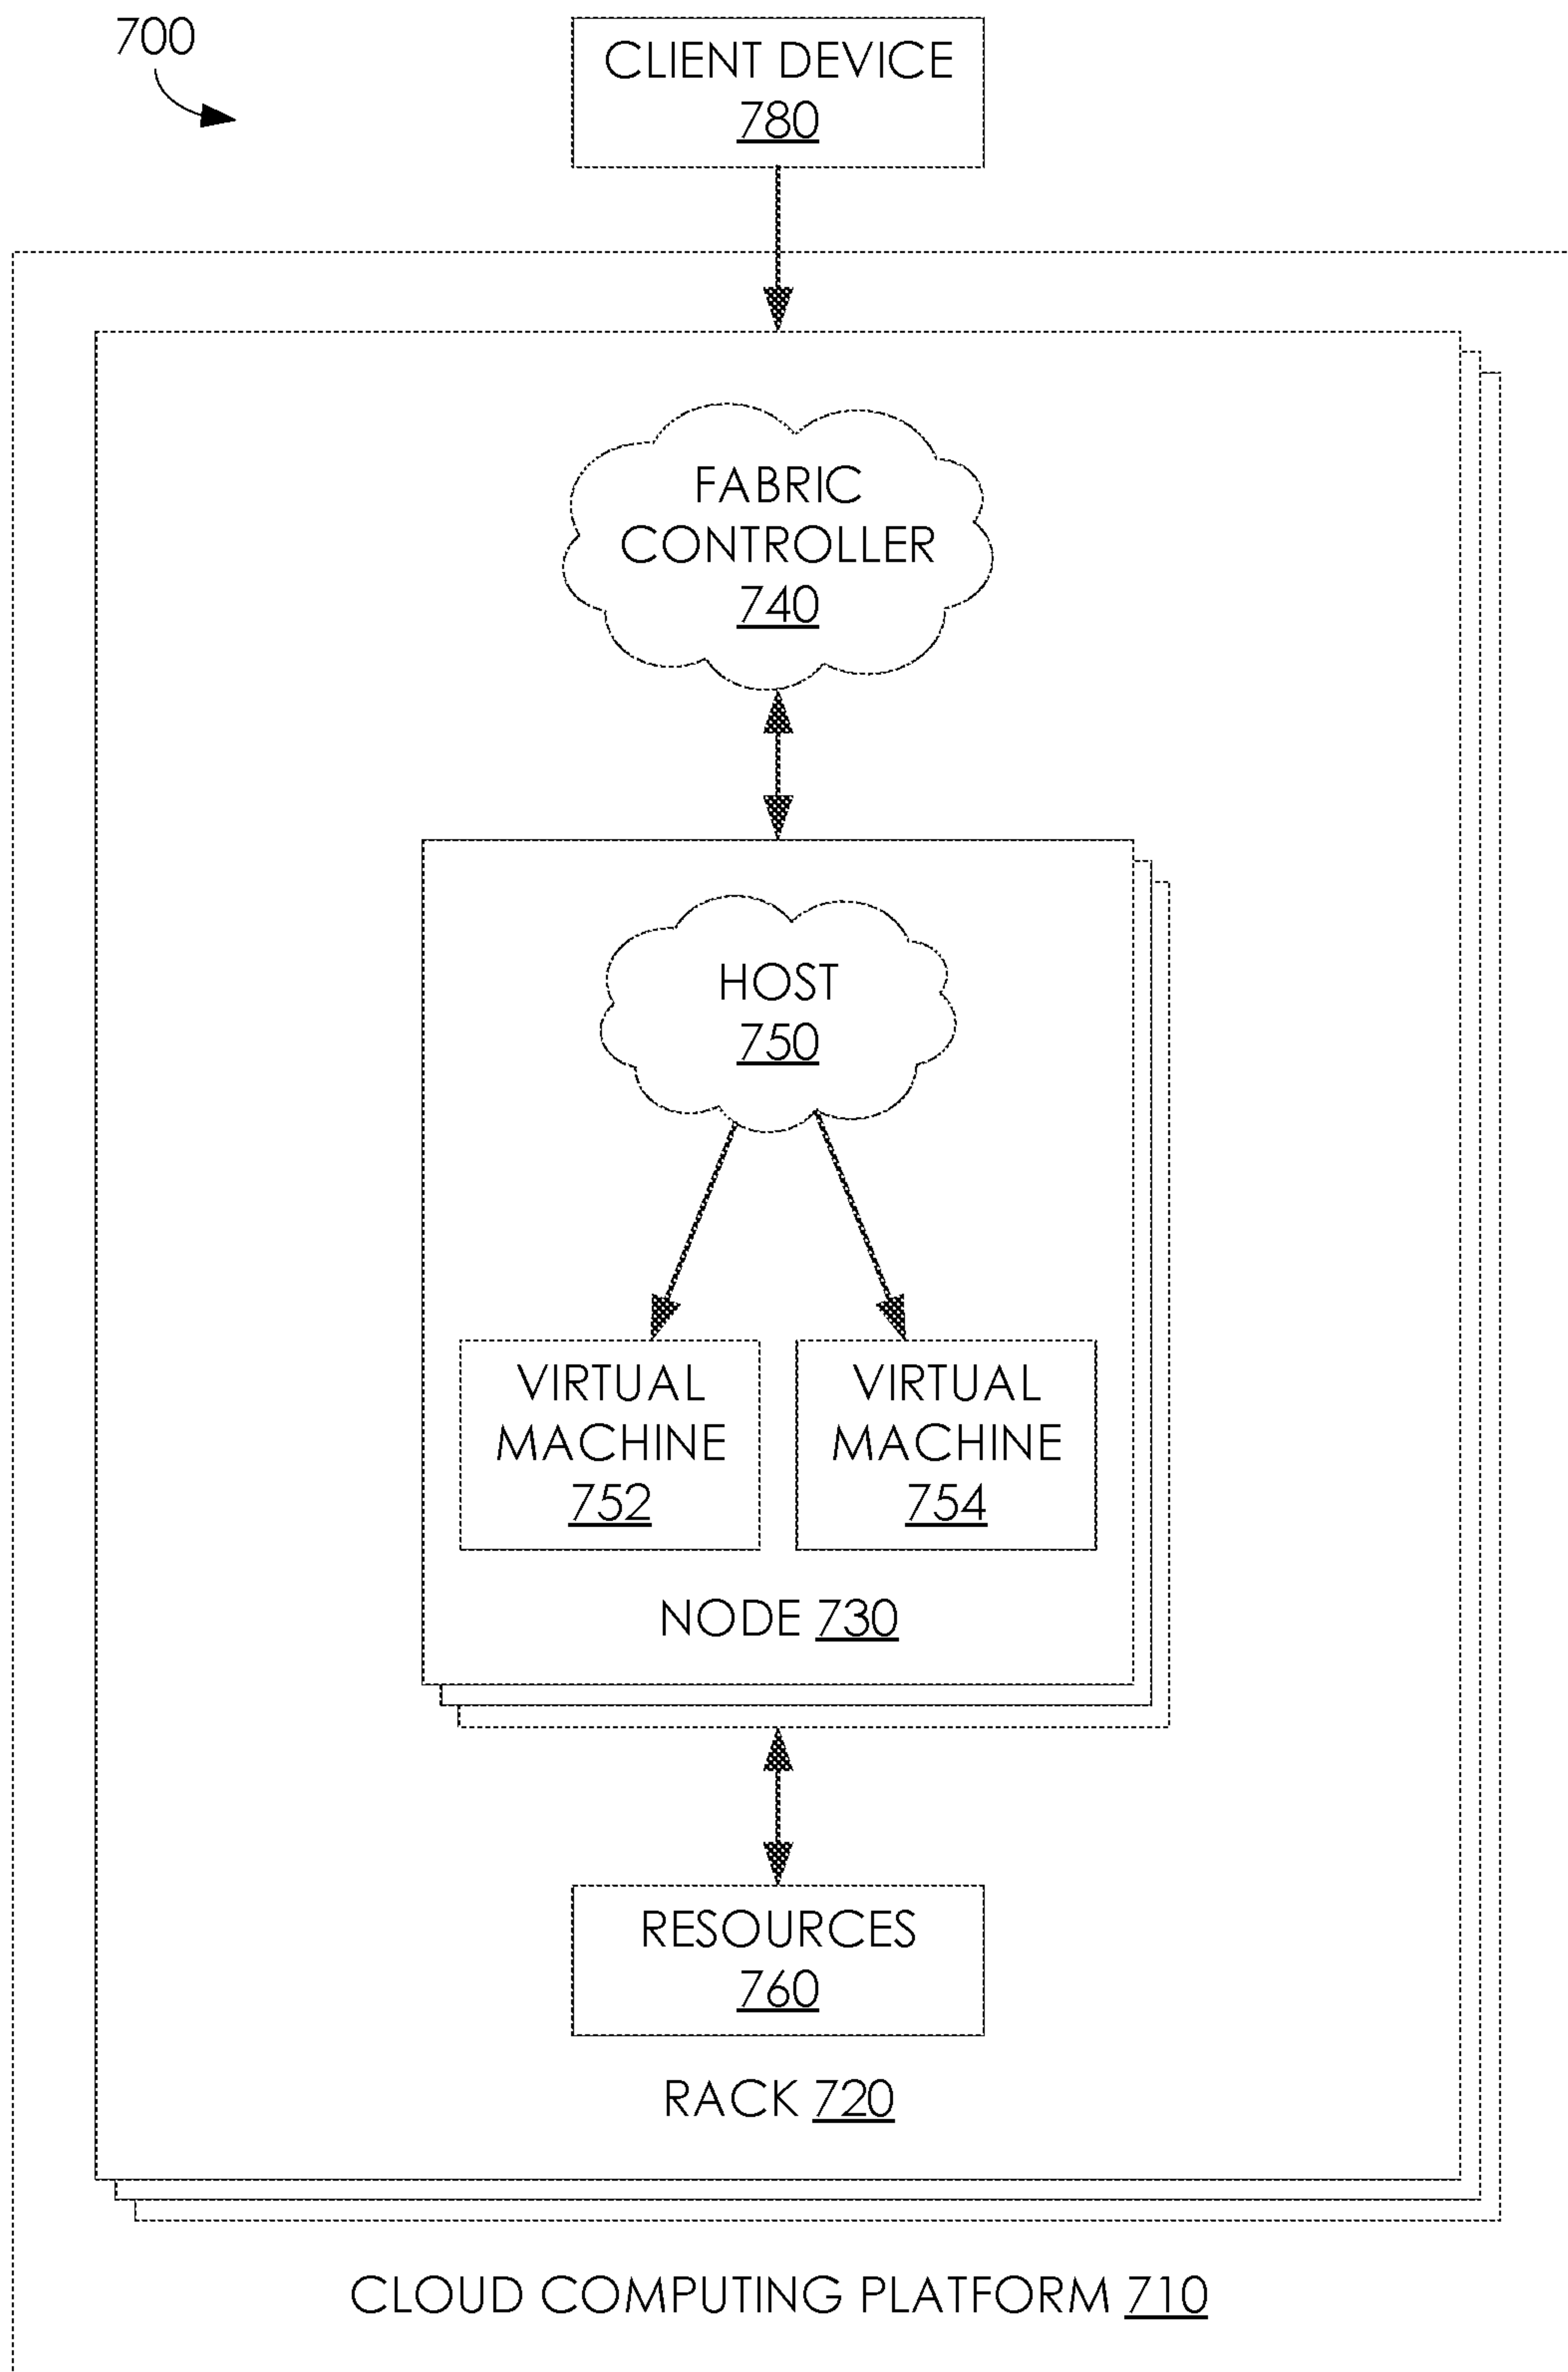 700
CLIENT DEVICE
780
FABRIC
CONTROLLER
740
HOST
750
VIRTUAL
MACHINE
752
VIRTUAL
MACHINE
754
NODE 730
RESOURCES
760
RACK 720
CLOUD COMPUTING PLATFORM 710